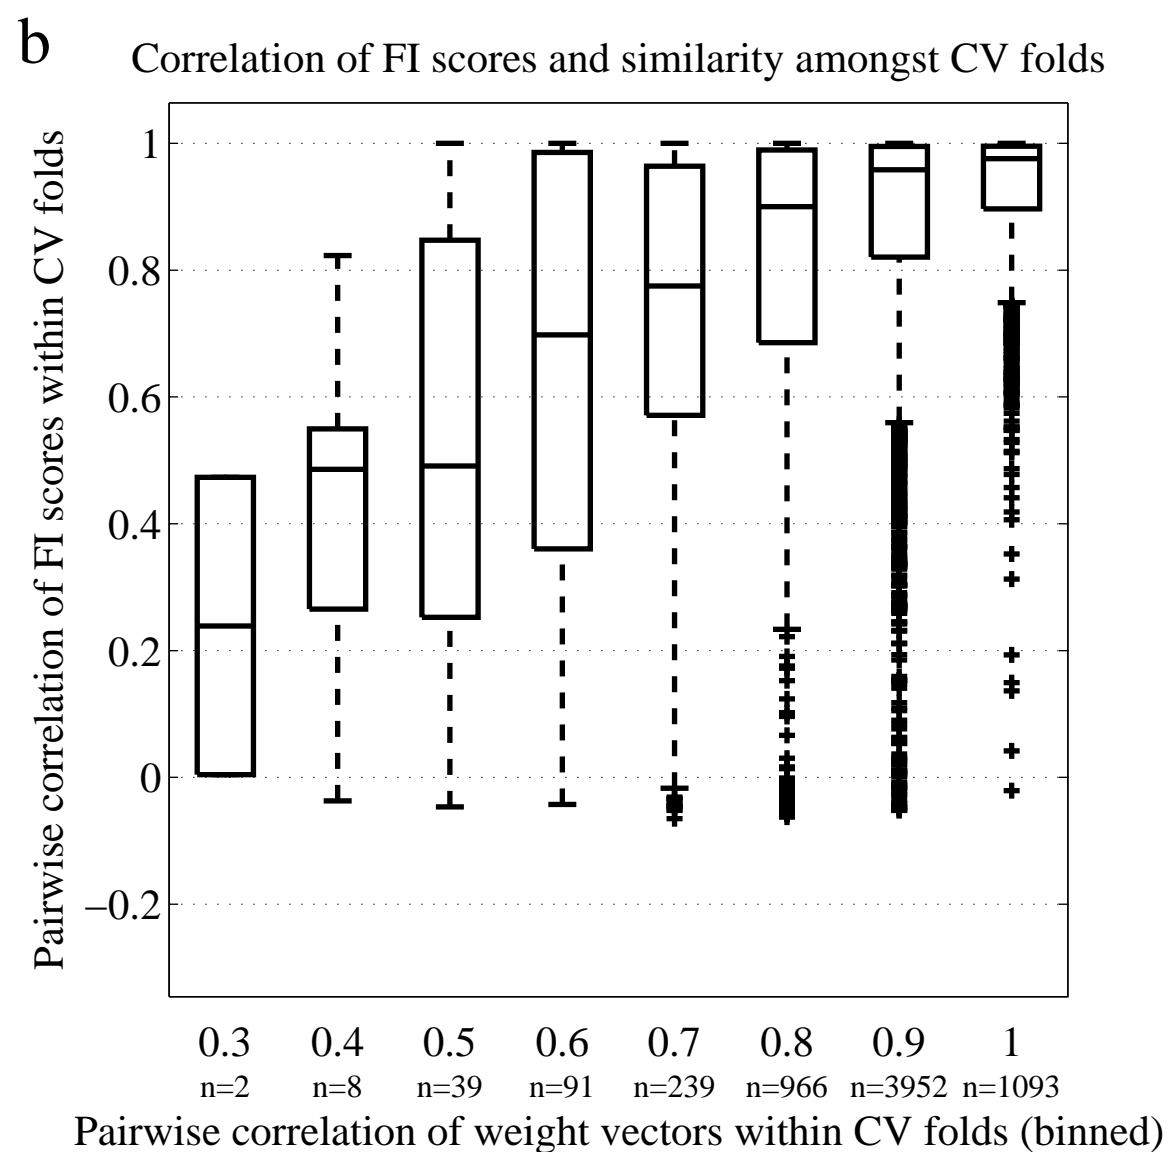 b
Correlation of FI scores and similarity amongst CV folds
Pairwise correlation of FI scores within CV folds
1
0.8
0.6
0.4
0.2
0
−0.2
0.3 0.4 0.5 0.6 0.7 0.8 0.9 1
n=2 n=8 n=39 n=91 n=239 n=966 n=3952 n=1093
Pairwise correlation of weight vectors within CV folds (binned)